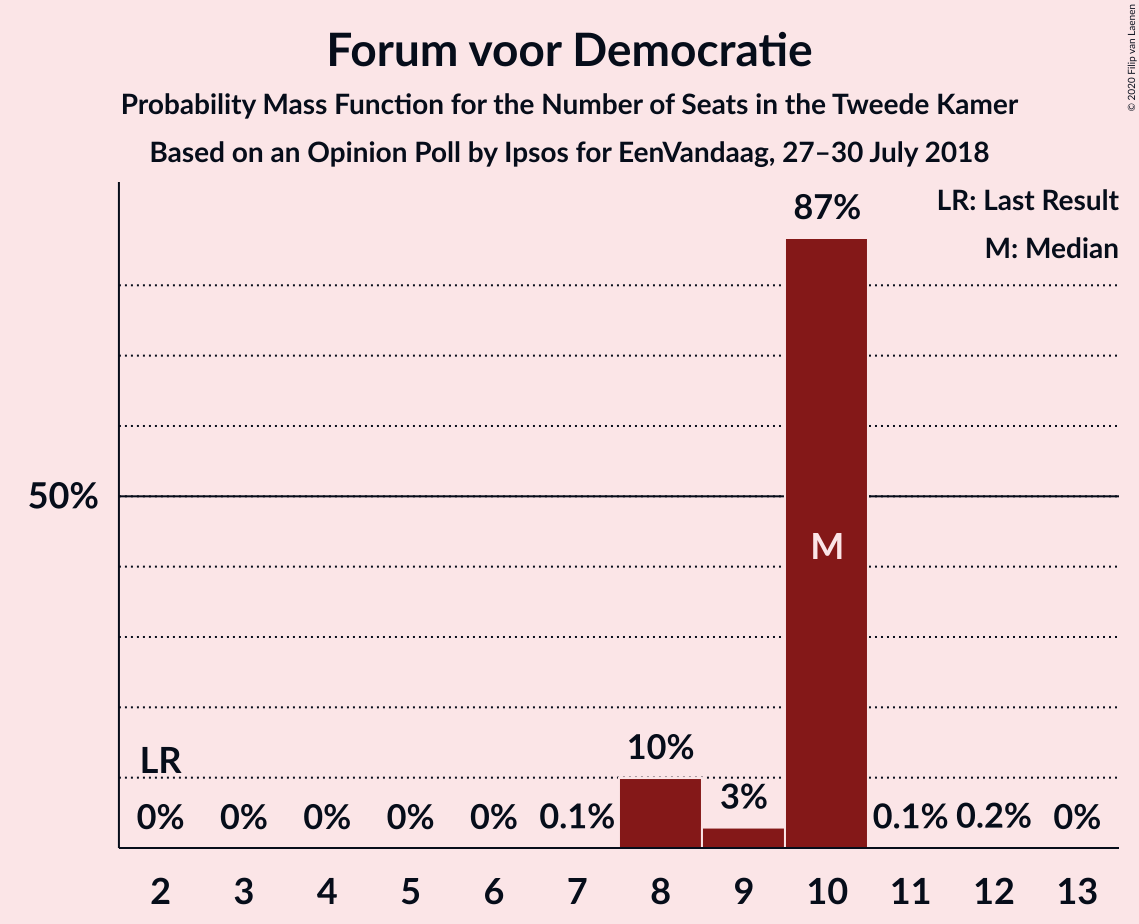 Forum voor Democratie
Probability Mass Function for the Number of Seats in the Tweede Kamer
Based on an Opinion Poll by Ipsos for EenVandaag, 27–30 July 2018
© 2020 Filip van Laenen
LR: Last Result
M: Median
87%
50%
M
LR
10%
3%
0% 0% 0% 0% 0% 0.1% 0.1% 0.2% 0%
2 3 4 5 6 7 8 9 10 11 12 13